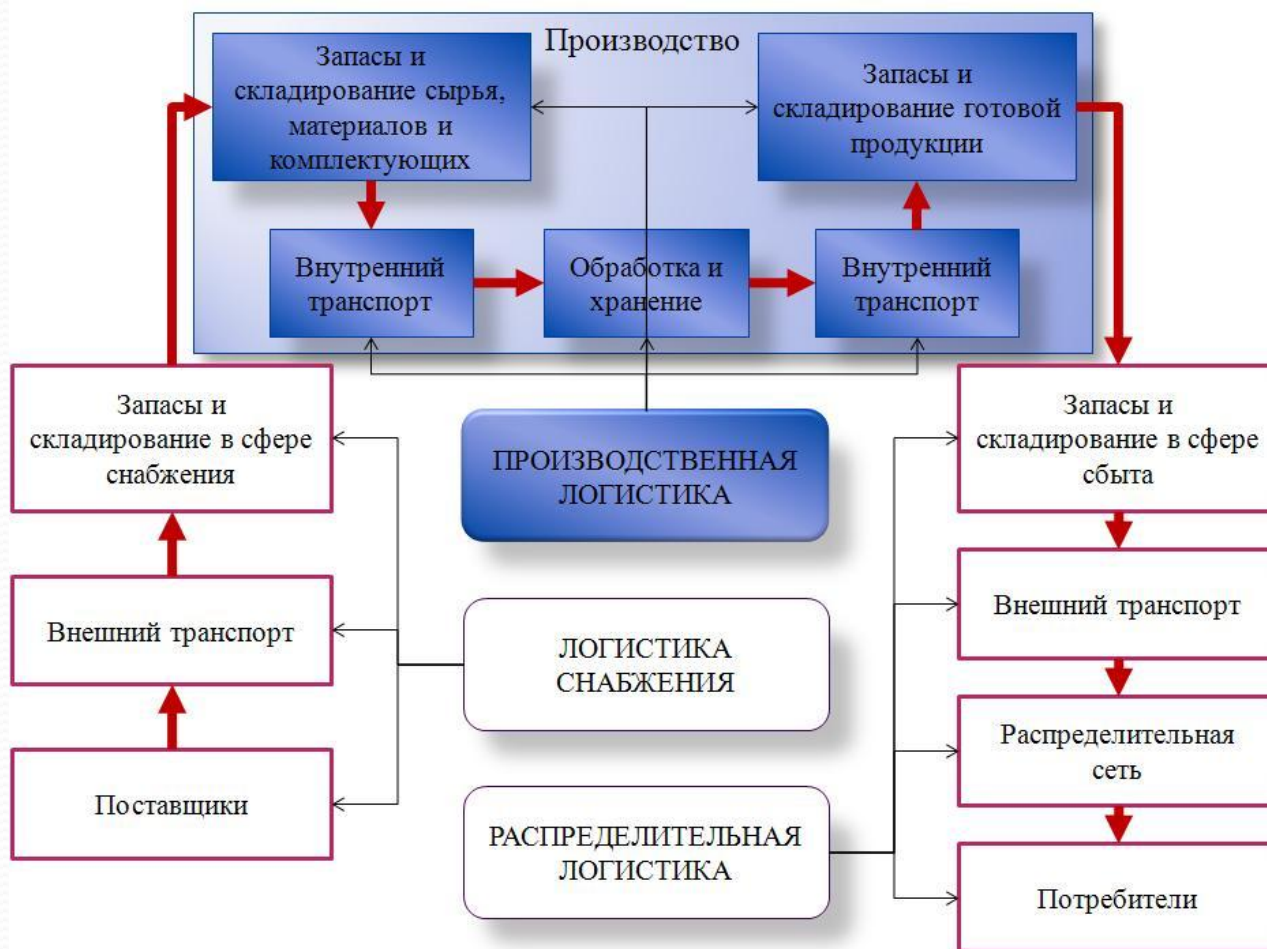 Производство
Запасы и
складирование сырья,
материалов и
комплектующих
Запасы и
складирование готовой
продукции
Внутренний
транспорт
Обработка и
хранение
Внутренний
транспорт
Запасы и
складирование в сфере
снабжения
ПРОИЗВОДСТВЕННАЯ
ЛОГИСТИКА
Запасы и
складирование в сфере
сбыта
Внешний транспорт
ЛОГИСТИКА
СНАБЖЕНИЯ
Внешний транспорт
Поставщики
РАСПРЕДЕЛИТЕЛЬНАЯ
ЛОГИСТИКА
Распределительная
сеть
Потребители